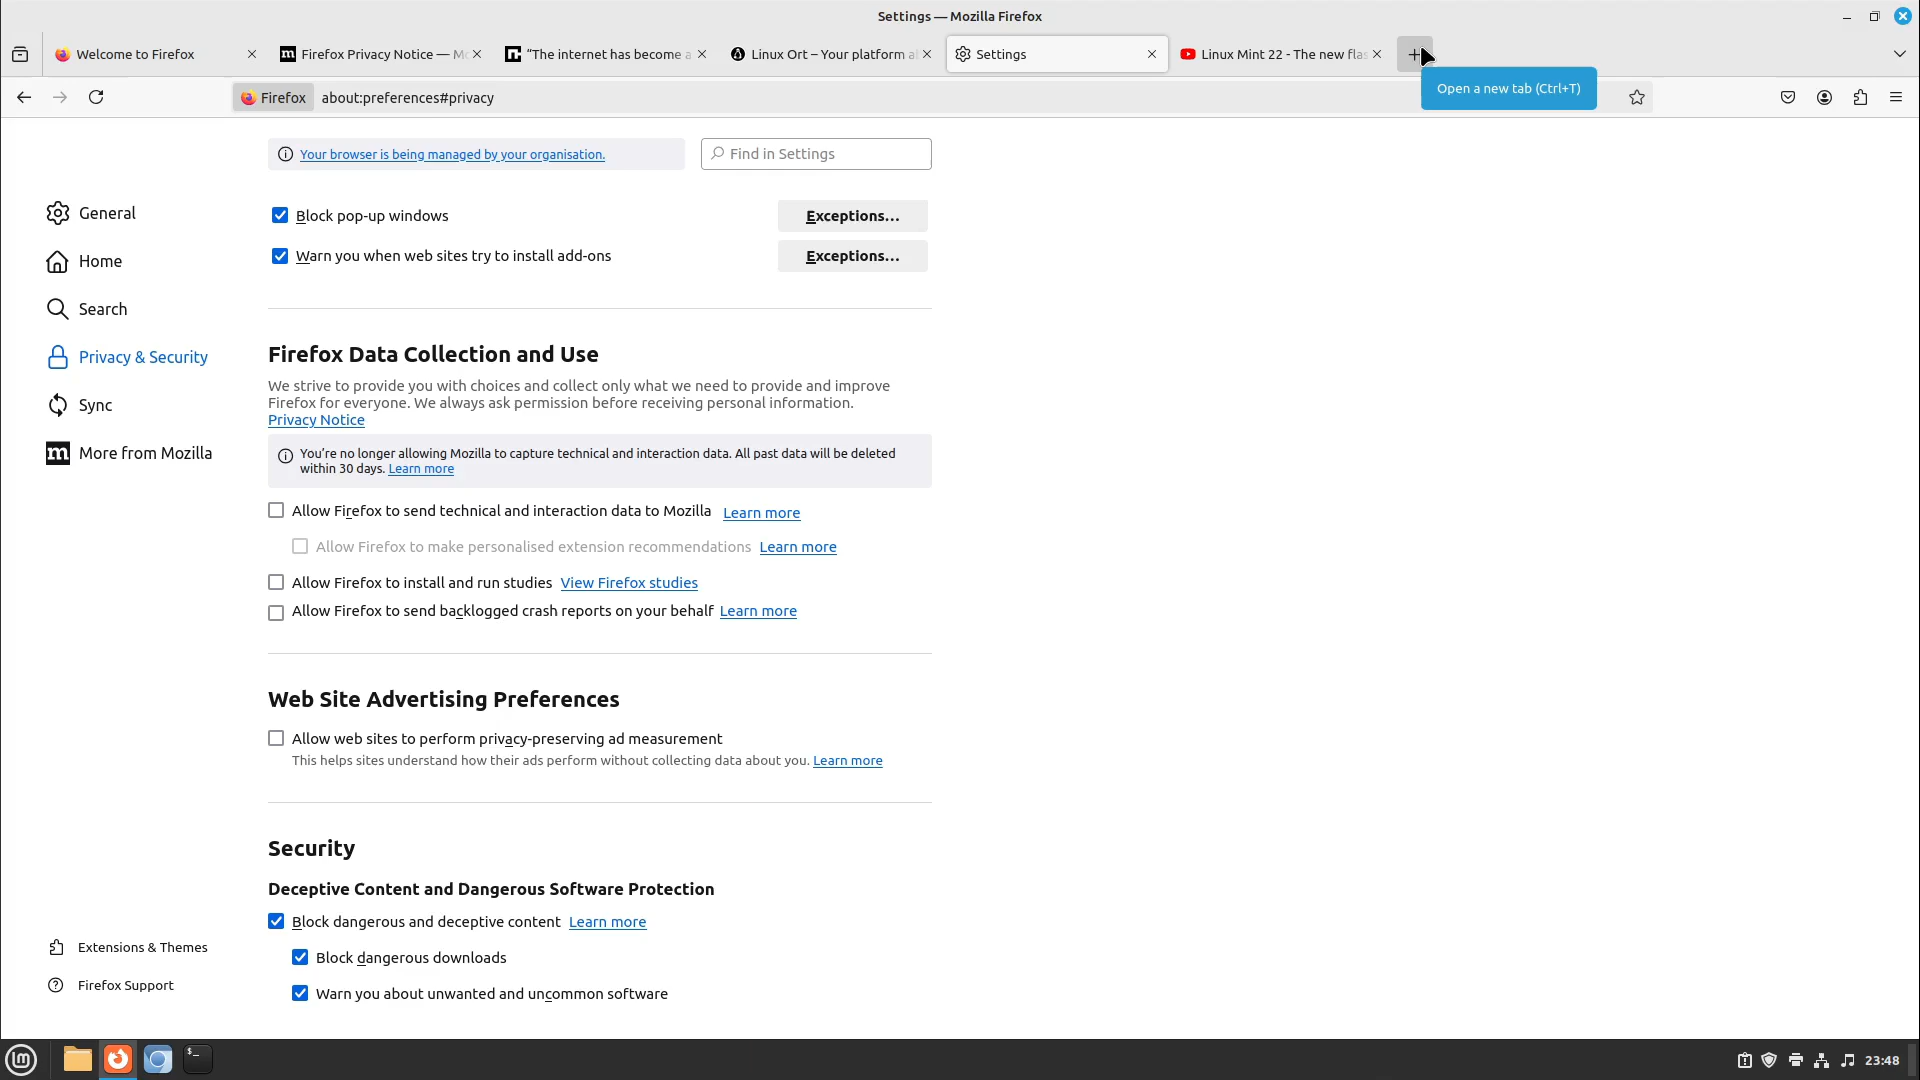 Settings — Mozilla Firefox
Welcome to Firefox
Firefox Privacy Notice — Mo
“The internet has become a
Linux Ort – Your platform a
Settings
Linux Mint 22 - The new flas
Firefox
about:preferences#privacy
Open a new tab (Ctrl+T)
Your browser is being managed by your organisation.
Find in Settings
General
Home
Search
Privacy & Security
Sync
More from Mozilla
Extensions & Themes
Firefox Support
Block pop-up windows
Exceptions…
Warn you when web sites try to install add-ons
Exceptions…
Firefox Data Collection and Use
We strive to provide you with choices and collect only what we need to provide and improve
Firefox for everyone. We always ask permission before receiving personal information.
Privacy Notice
You’re no longer allowing Mozilla to capture technical and interaction data. All past data will be deleted
within 30 days. Learn more
Allow Firefox to send technical and interaction data to Mozilla Learn more
Allow Firefox to make personalised extension recommendations Learn more
Allow Firefox to install and run studies View Firefox studies
Allow Firefox to send backlogged crash reports on your behalf Learn more
Web Site Advertising Preferences
Allow web sites to perform privacy-preserving ad measurement
This helps sites understand how their ads perform without collecting data about you. Learn more
Security
Deceptive Content and Dangerous Software Protection
Block dangerous and deceptive content Learn more
Block dangerous downloads
Warn you about unwanted and uncommon software
23:48